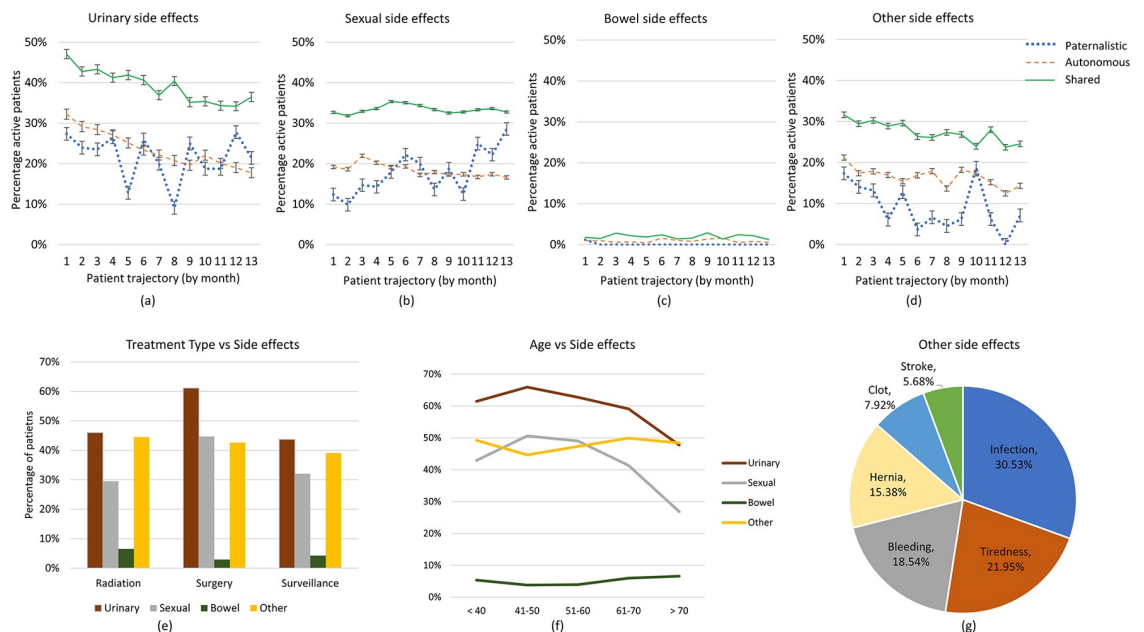 Urinary side effects
50%
40%
30%
20%
10%
0%
Percentage active patients
1 2 3 4 5 6 7 8 9 10 11 12 13
Patient trajectory (by month)
(a)
Sexual side effects
50%
40%
30%
20%
10%
0%
Percentage active patients
1 2 3 4 5 6 7 8 9 10 11 12 13
Patient trajectory (by month)
(b)
Bowel side effects
50%
40%
30%
20%
10%
0%
Percentage active patients
1 2 3 4 5 6 7 8 9 10 11 12 13
Patient trajectory (by month)
(c)
Other side effects
50%
40%
30%
20%
10%
0%
Percentage active patients
1 2 3 4 5 6 7 8 9 10 11 12 13
Patient trajectory (by month)
(d)
Paternalistic
Autonomous
Shared
Treatment Type vs Side effects
70%
60%
50%
40%
30%
20%
10%
0%
Percentage of patietns
Radiation Surgery Surveillance
Urinary Sexual Bowel Other
(e)
Age vs Side effects
70%
60%
50%
40%
30%
20%
10%
0%
< 40 41-50 51-60 61-70 > 70
Urinary
Sexual
Bowel
Other
(f)
Other side effects
Stroke,
5.68%
Clot,
7.92%
Infection,
30.53%
Hernia,
15.38%
Bleeding,
18.54%
Tiredness,
21.95%
(g)